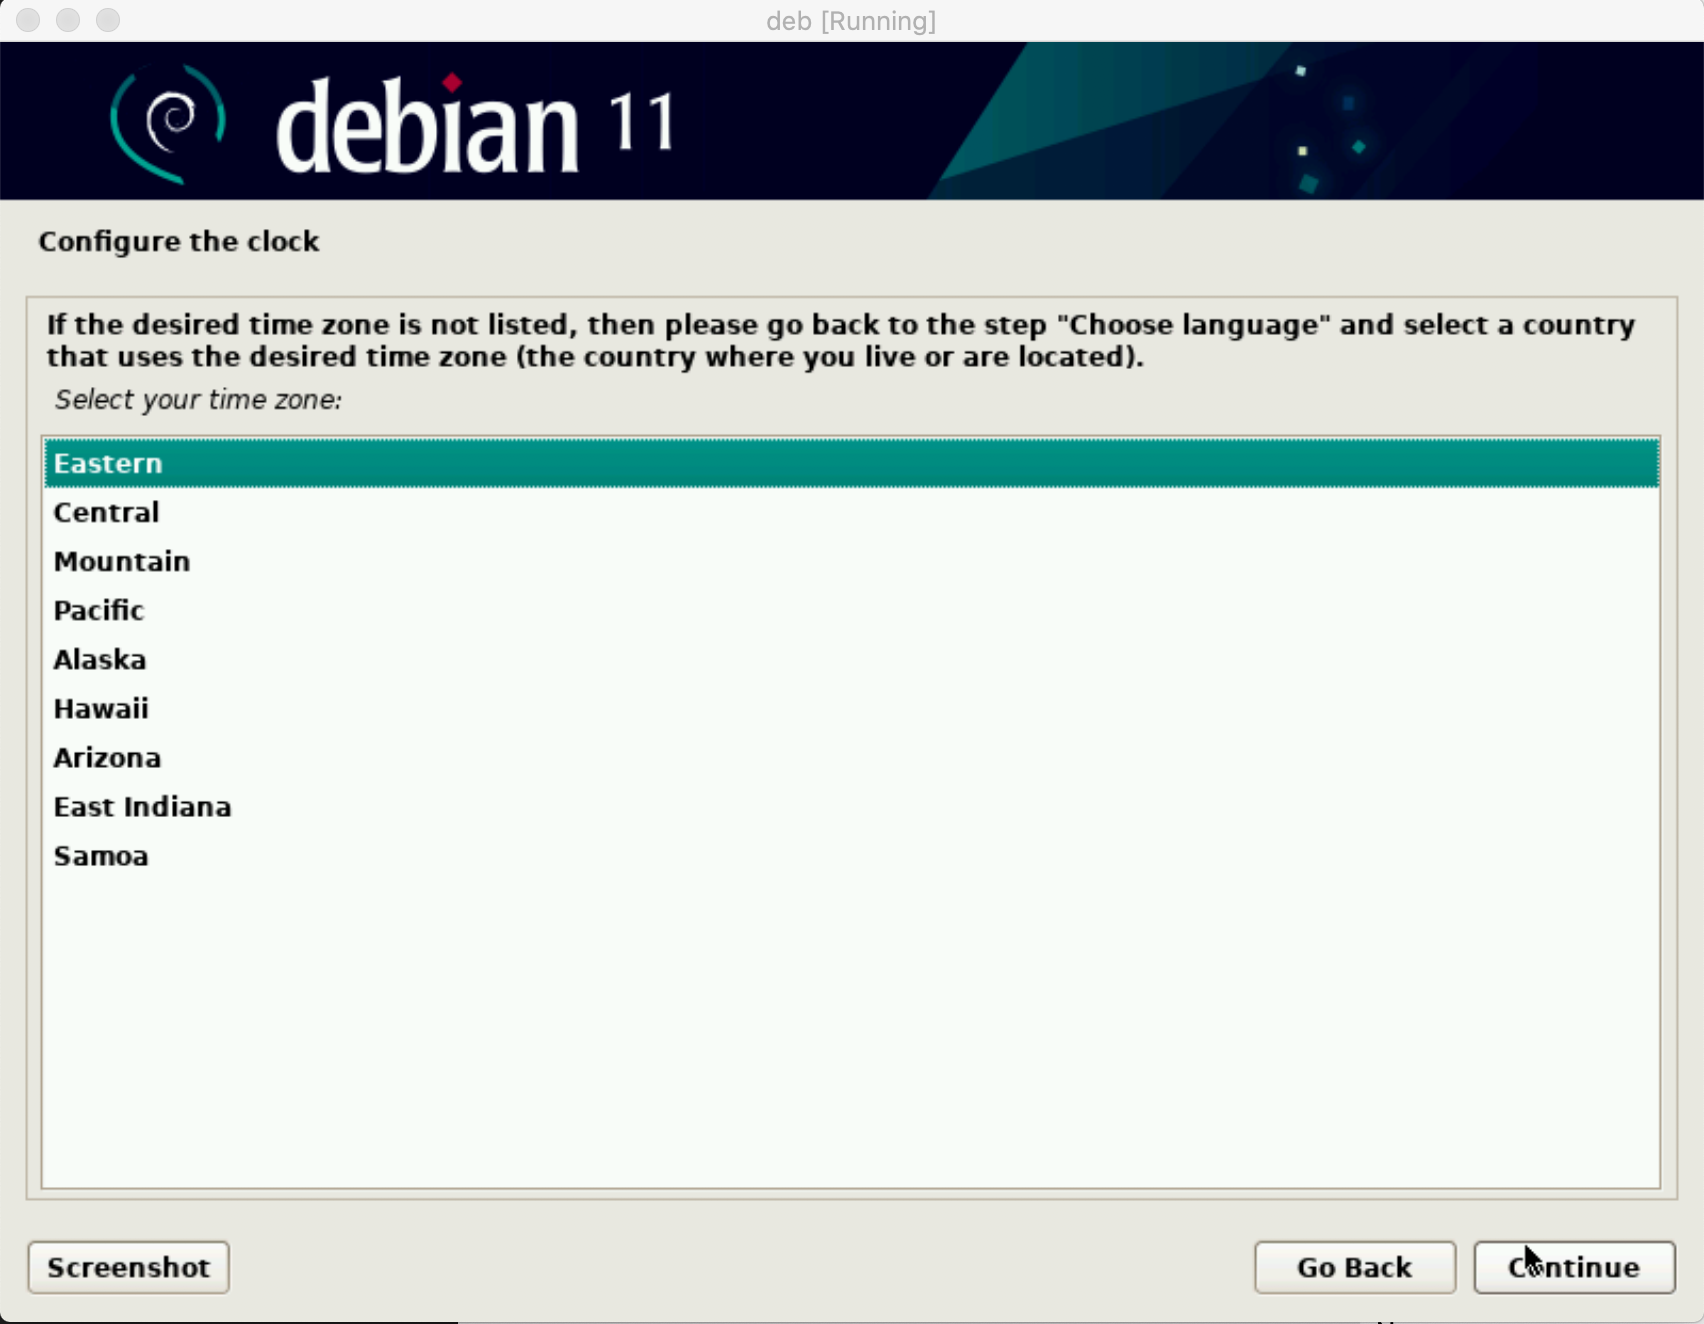 deb [Running]
debian 11
Configure the clock
If the desired time zone is not listed, then please go back to the step "Choose language" and select a country
that uses the desired time zone (the country where you live or are located).
Select your time zone:
Eastern
Central
Mountain
Pacific
Alaska
Hawaii
Arizona
East Indiana
Samoa
Screenshot
Go Back
Continue